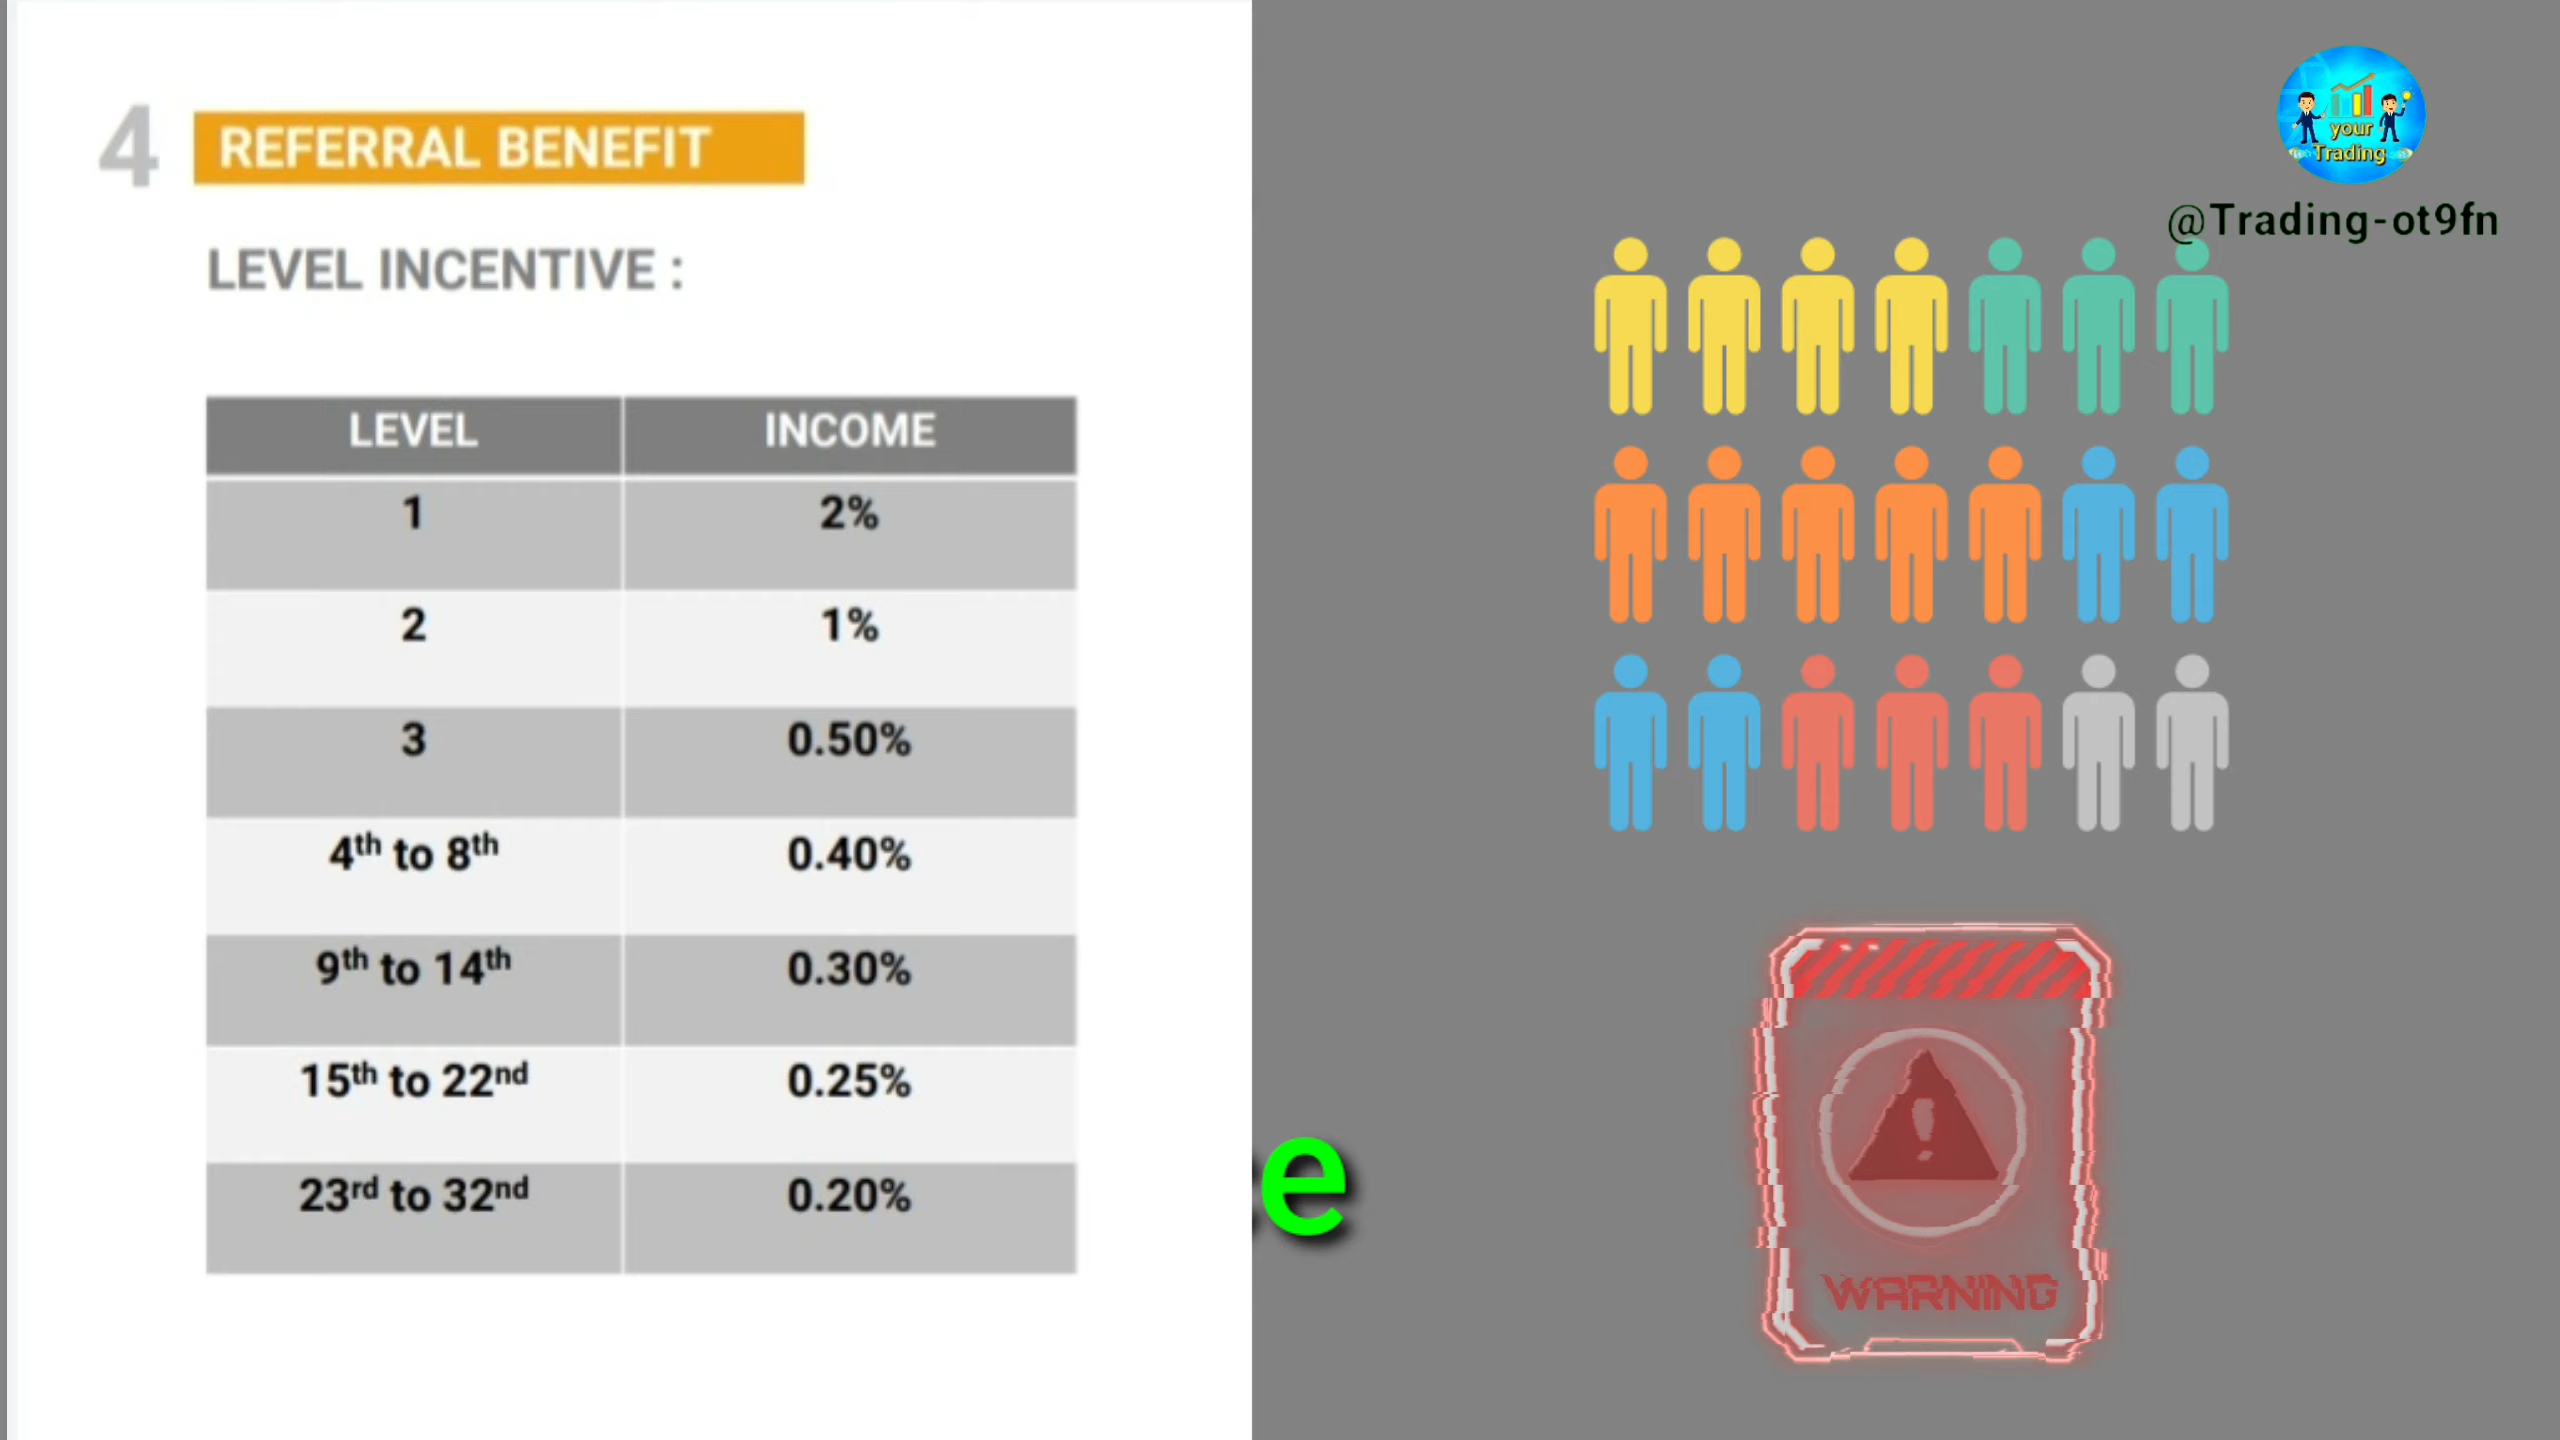 4 REFERRAL BENEFIT
LEVEL INCENTIVE :
LEVEL INCOME
1 2%
2 1%
3 0.50%
4th to 8th 0.40%
9th to 14th 0.30%
15th to 22nd 0.25%
23rd to 32nd 0.20%
your
Trading
@Trading-ot9fn
WARNING